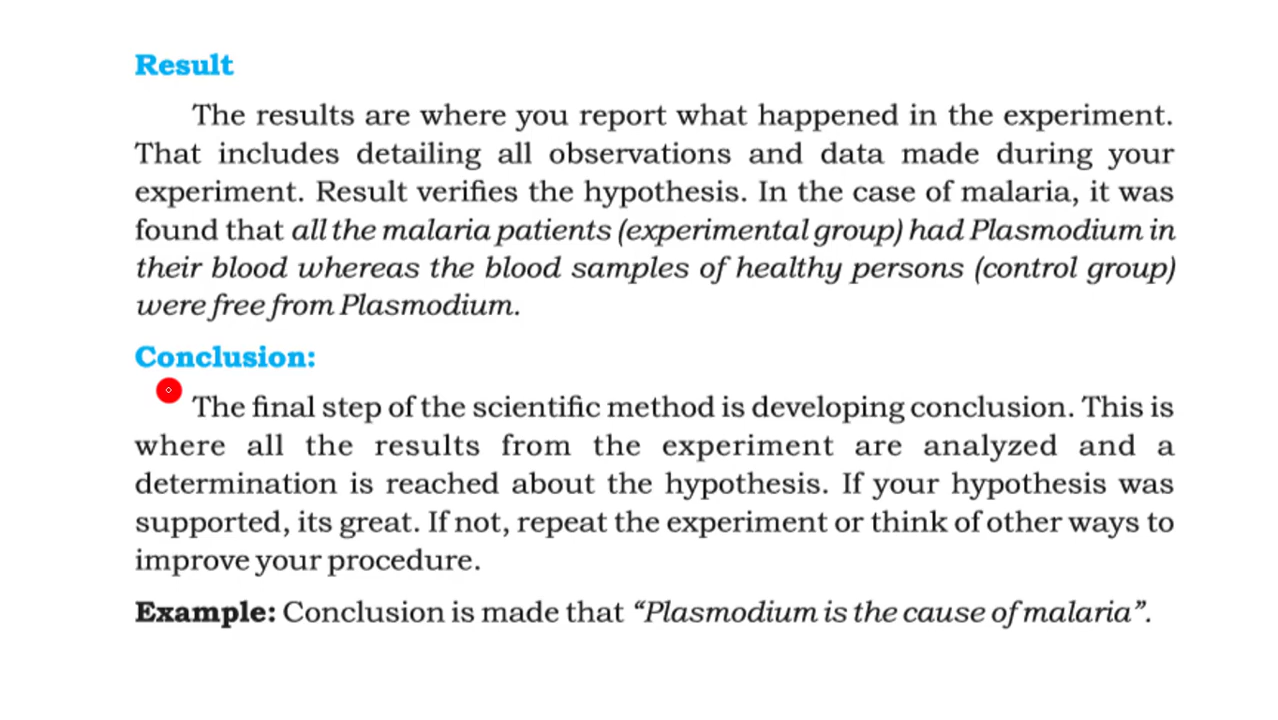 Result
The results are where you report what happened in the experiment.
That includes detailing all observations and data made during your
experiment. Result verifies the hypothesis. In the case of malaria, it was
found that all the malaria patients (experimental group) had Plasmodium in
their blood whereas the blood samples of healthy persons (control group)
were free from Plasmodium.
Conclusion:
The final step of the scientific method is developing conclusion. This is
where all the results from the experiment are analyzed and a
determination is reached about the hypothesis. If your hypothesis was
supported, its great. If not, repeat the experiment or think of other ways to
improve your procedure.
Example: Conclusion is made that “Plasmodium is the cause of malaria”.